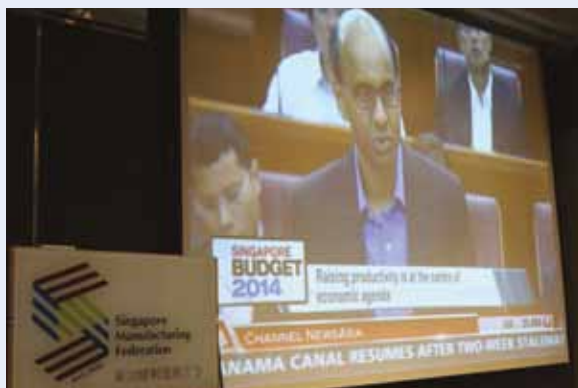 SINGAPORE
BUDGET
2014
Raising productivity is at the centre of
economic agenda
CHANNEL NEWSASIA
ANAMA CANAL RESUMES AFTER TWO-WEEK STALEMAT
Singapore
Manufacturing
Federation